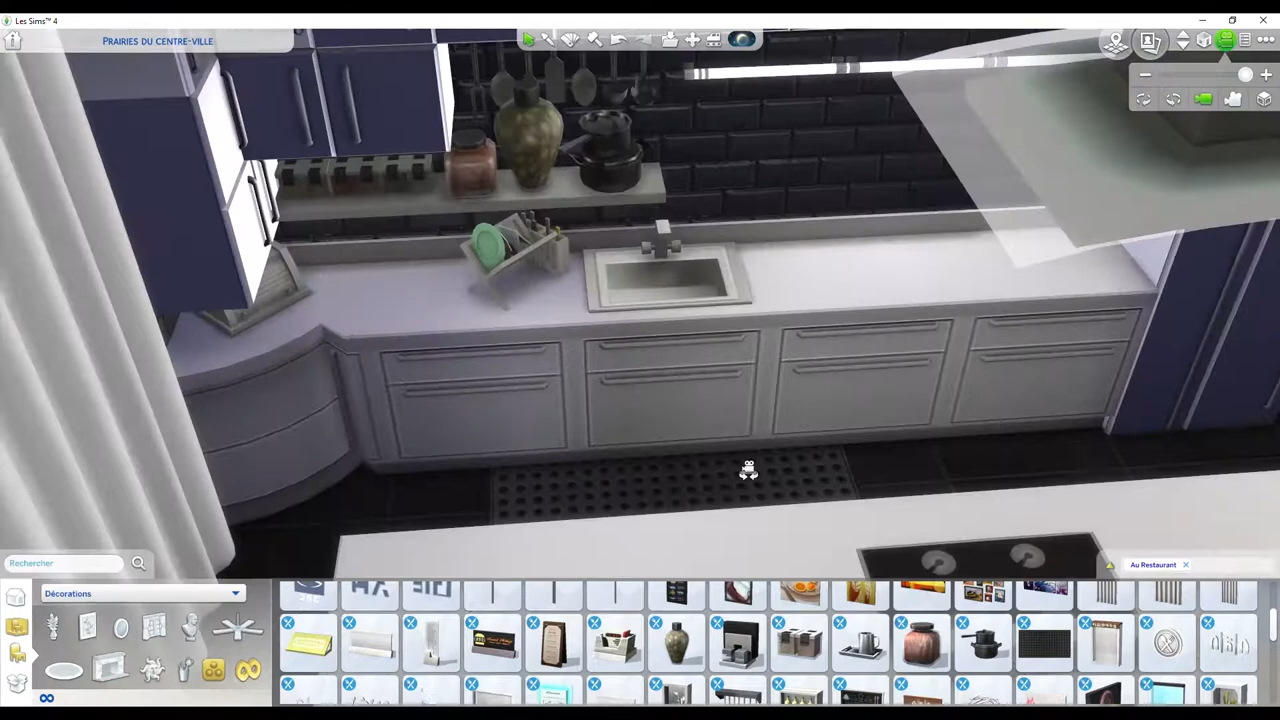 Les Sims™ 4
PRAIRIES DU CENTRE-VILLE
Rechercher
Au Restaurant
Décorations